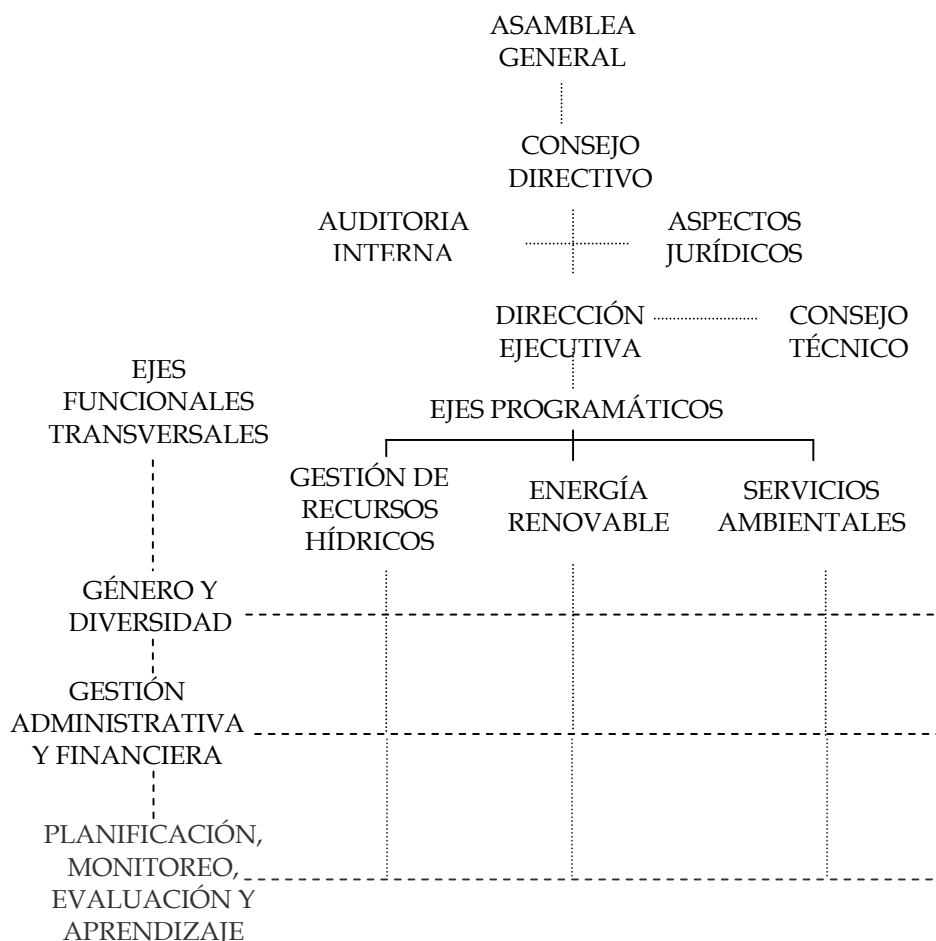 ASAMBLEA
GENERAL
CONSEJO
DIRECTIVO
AUDITORIA
INTERNA
ASPECTOS
JURÍDICOS
DIRECCIÓN
EJECUTIVA
CONSEJO
TÉCNICO
EJES
FUNCIONALES
TRANSVERSALES
EJES PROGRAMÁTICOS
GESTIÓN DE
RECURSOS
HÍDRICOS
ENERGÍA
RENOVABLE
SERVICIOS
AMBIENTALES
GÉNERO Y
DIVERSIDAD
GESTIÓN
ADMINISTRATIVA
Y FINANCIERA
PLANIFICACIÓN,
MONITOREO,
EVALUACIÓN Y
APRENDIZAJE